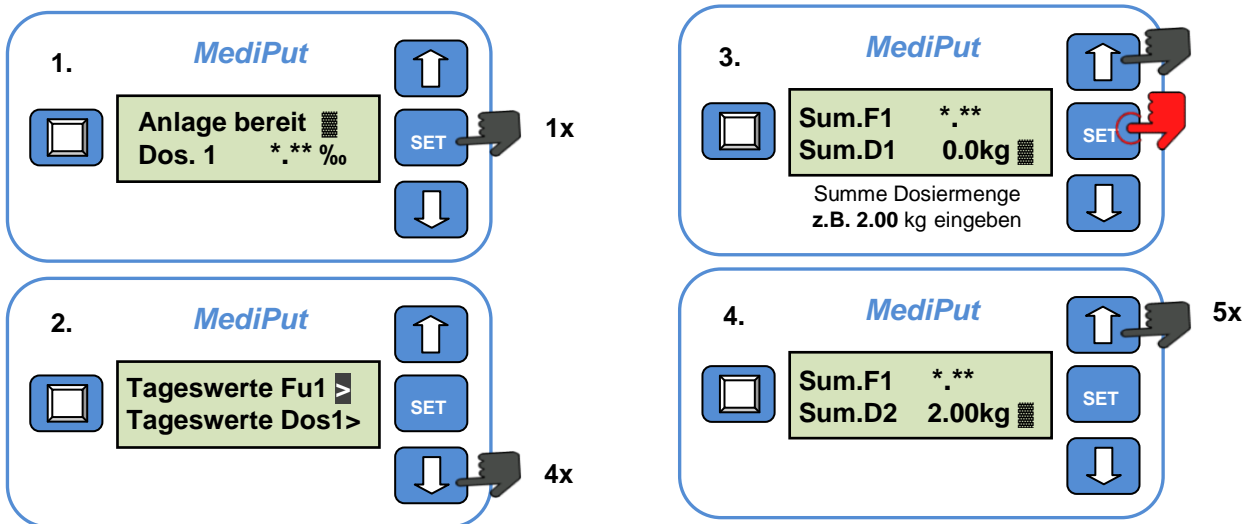 1.
MediPut
Anlage bereit ▒
Dos. 1 *.** ‰
SET
1x
2.
MediPut
Tageswerte Fu1 >
Tageswerte Dos1>
SET
4x
3.
MediPut
Sum.F1 *.**
Sum.D1 0.0kg ▒
SET
Summe Dosiermenge
z.B. 2.00 kg eingeben
4.
MediPut
Sum.F1 *.**
Sum.D2 2.00kg ▒
SET
5x